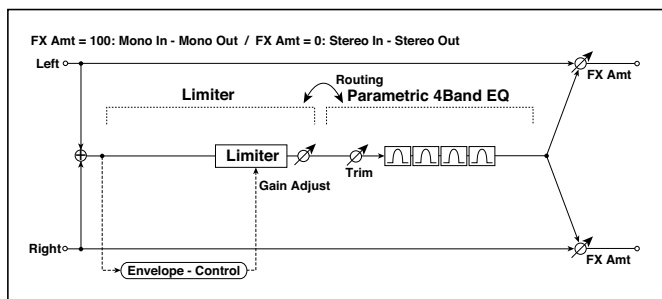 FX Amt = 100: Mono In - Mono Out / FX Amt = 0: Stereo In - Stereo Out
Left
FX Amt
Routing
Limiter
Parametric 4Band EQ
Limiter
Gain Adjust
Trim
Right
Envelope - Control
FX Amt